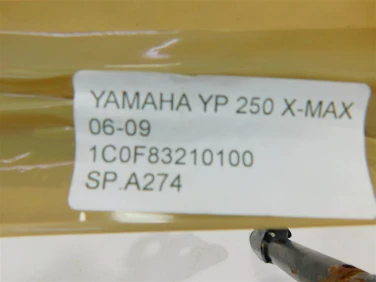 YAMAHA YP 250 X-MAX
06-09
1C0F83210100
SP.A274